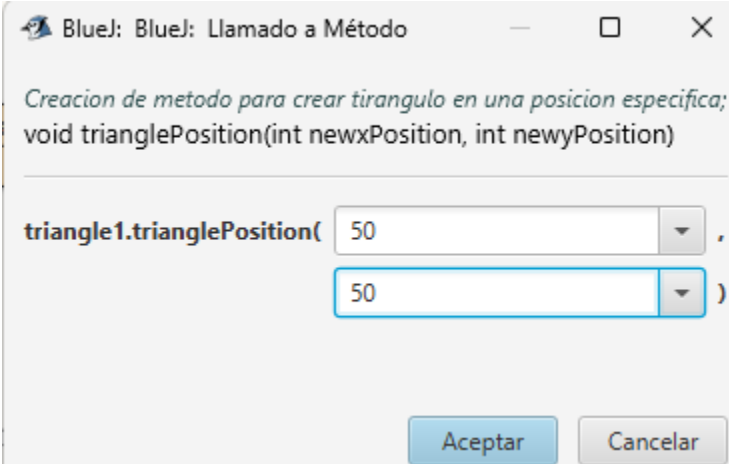 BlueJ: BlueJ: Llamado a Método
Creacion de metodo para crear tirangulo en una posicion especifica;
void trianglePosition(int newxPosition, int newyPosition)
triangle1.trianglePosition( 50 ,
50 )
Aceptar Cancelar